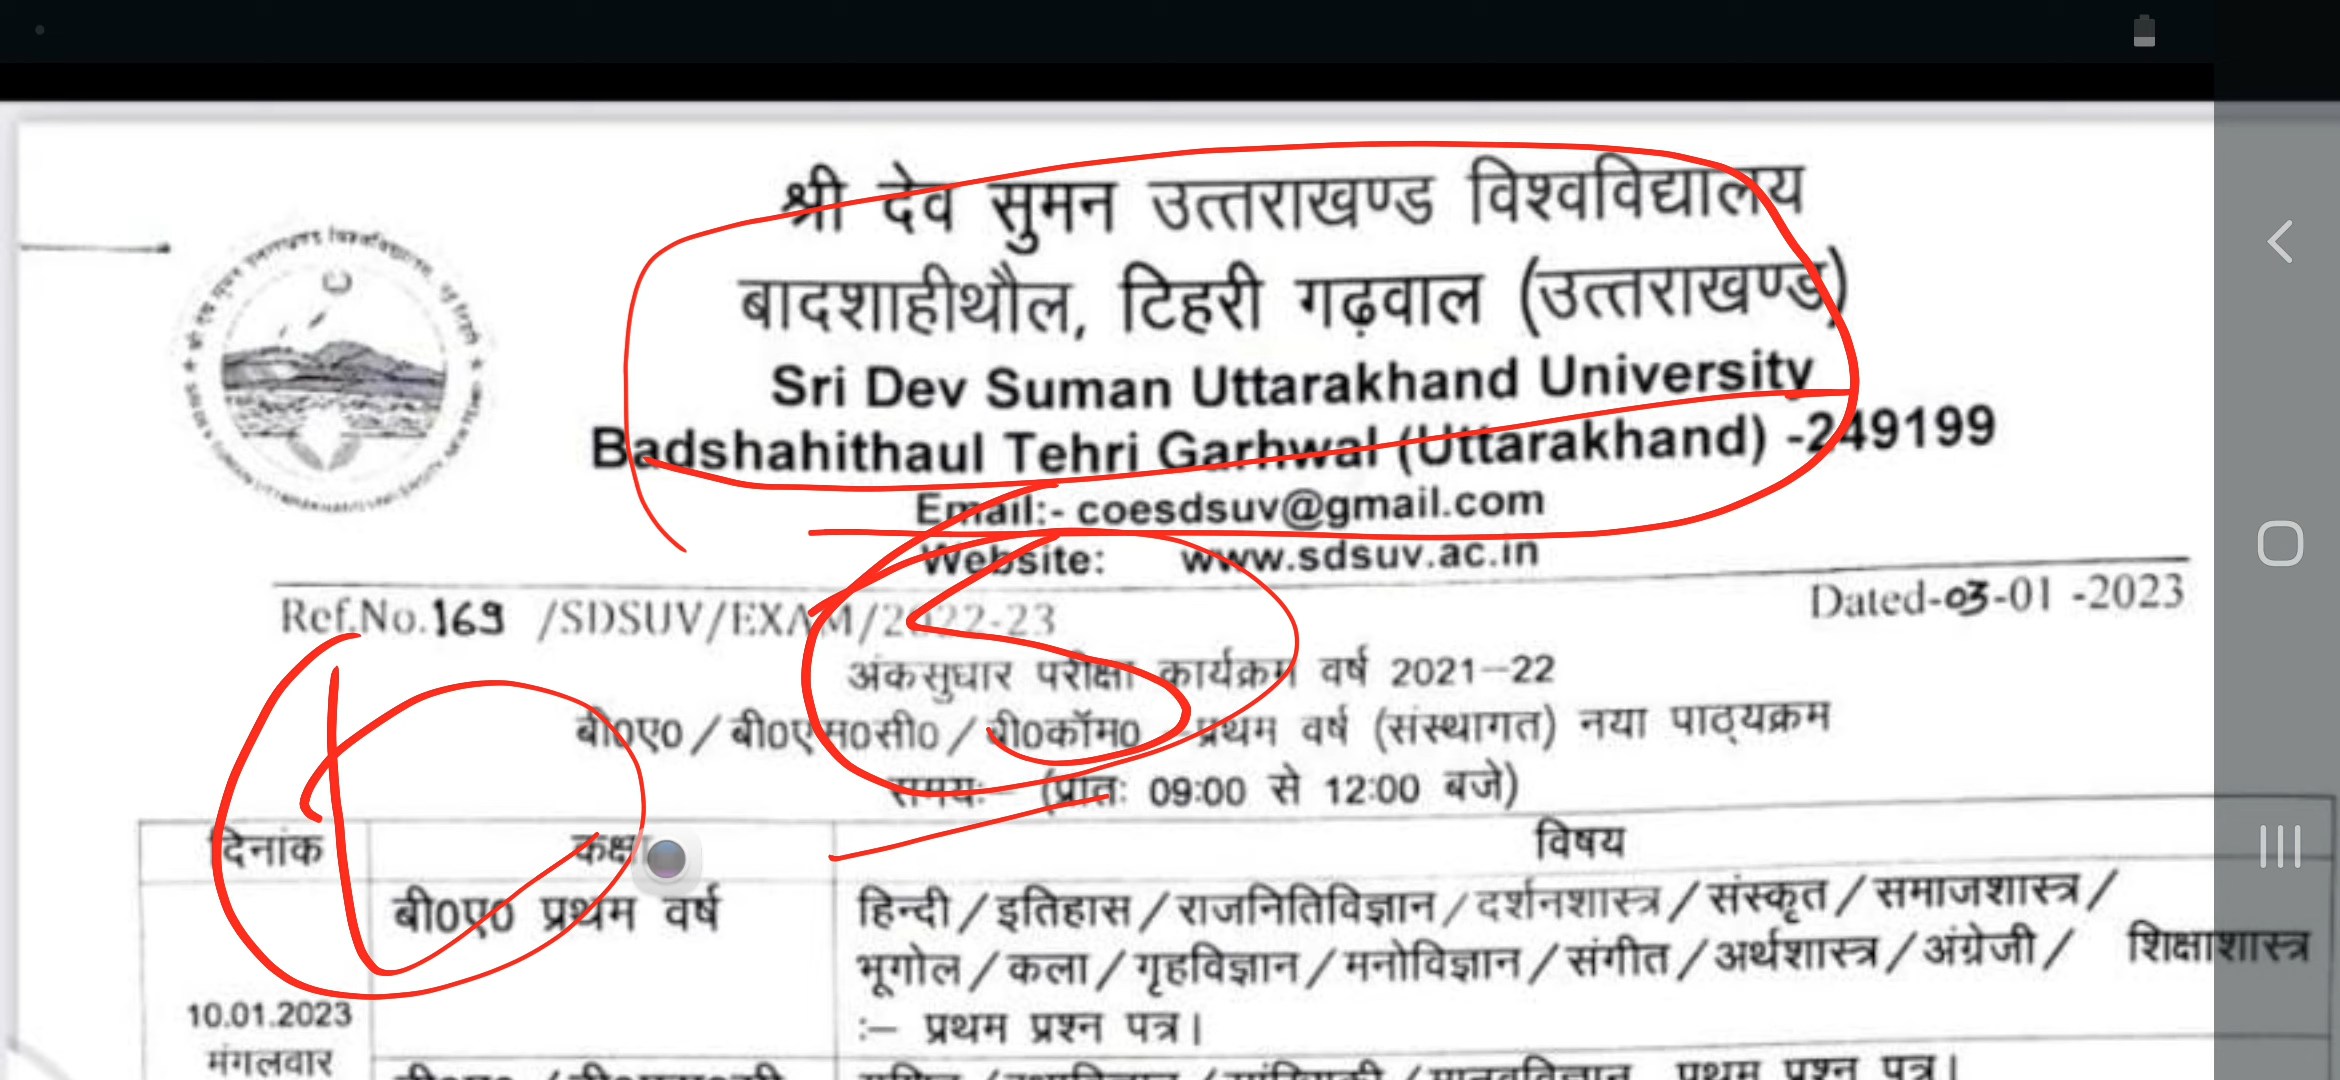 श्री देव सुमन उत्तराखण्ड विश्वविद्यालय
बादशाहीथौल, टिहरी गढ़वाल (उत्तराखण्ड)
Sri Dev Suman Uttarakhand University
Badshahithaul Tehri Garhwal (Uttarakhand) -249199
Email:- coesdsuv@gmail.com
Website: www.sdsuv.ac.in
Ref.No.169 /SDSUV/EXAM/2022-23 Dated-03-01 -2023
अंकसुधार परीक्षा कार्यक्रम वर्ष 2021–22
बी0ए0 / बी0एस0सी0 / बी0कॉम0 -प्रथम वर्ष (संस्थागत) नया पाठ्यक्रम
समयः– (प्रातः 09:00 से 12:00 बजे)
दिनांक कक्षा विषय
बी0ए0 प्रथम वर्ष हिन्दी / इतिहास / राजनितिविज्ञान / दर्शनशास्त्र / संस्कृत / समाजशास्त्र /
भूगोल / कला / गृहविज्ञान / मनोविज्ञान / संगीत / अर्थशास्त्र / अंग्रेजी / शिक्षाशास्त्र
:– प्रथम प्रश्न पत्र।
10.01.2023
मंगलवार
प्रथम प्रश्न पत्र।